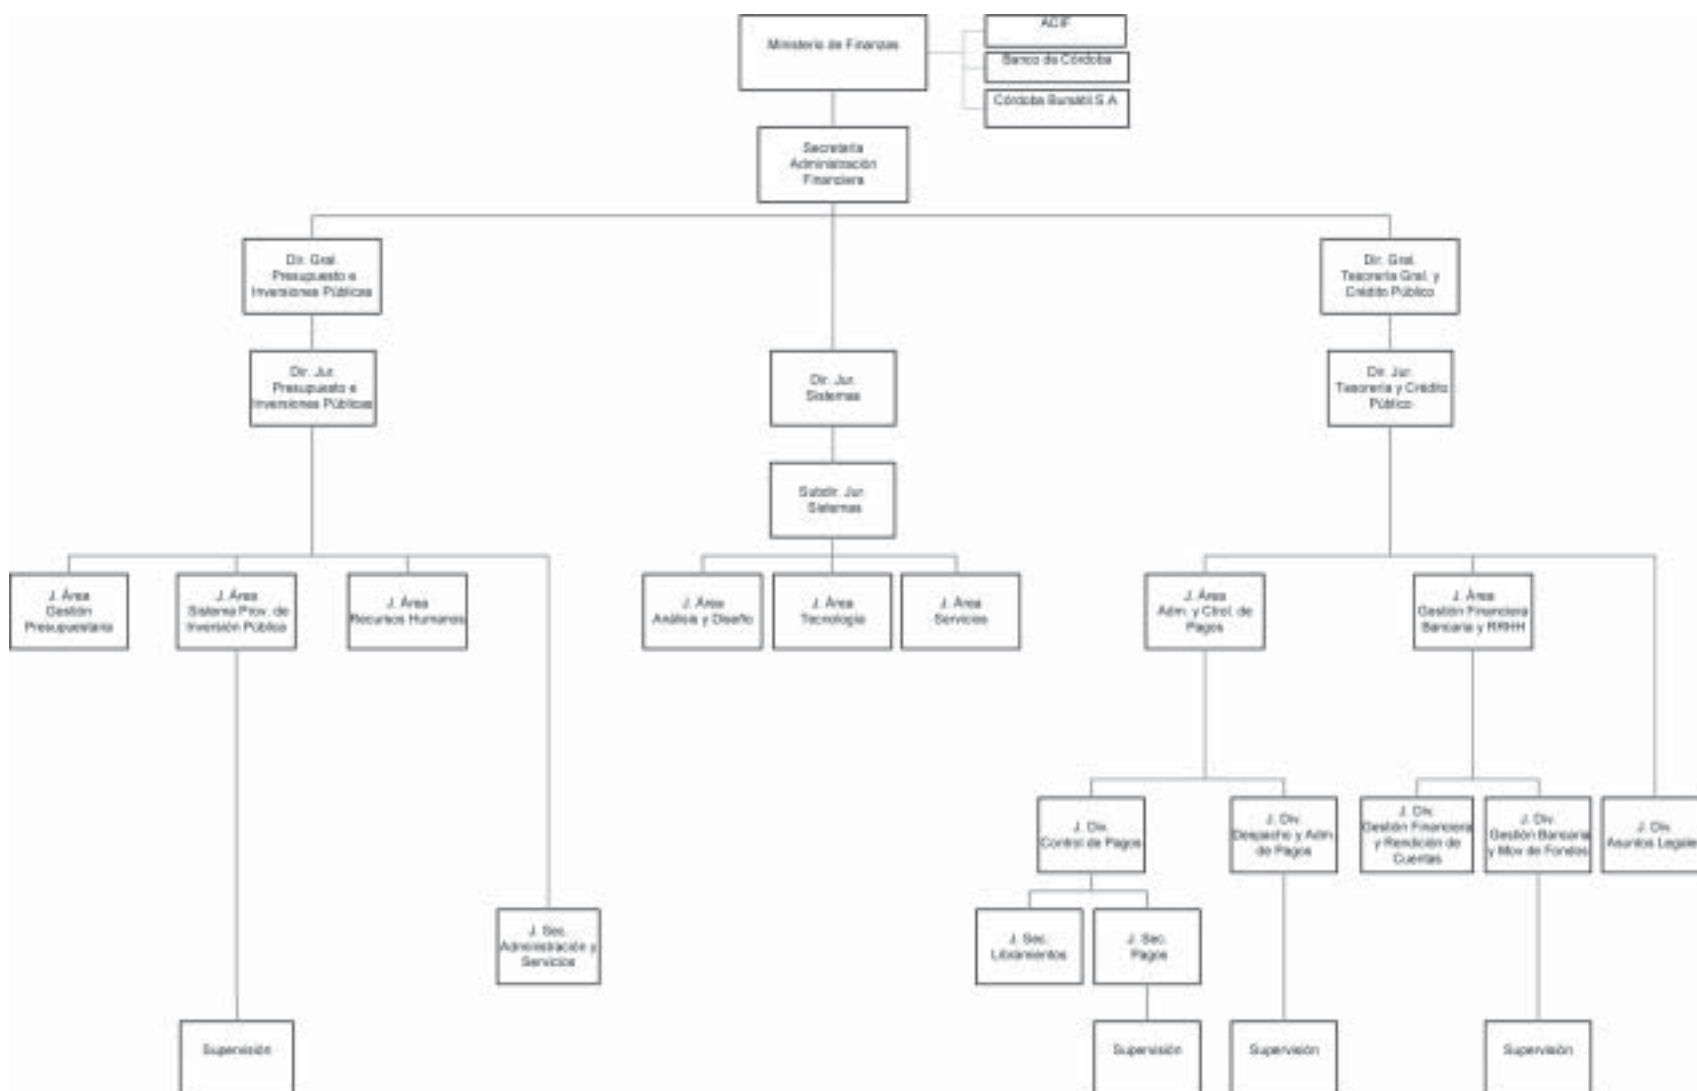 ACIF
Ministerio de Finanzas
Banco de Córdoba
Córdoba Bursátil S.A.
Secretaría
Administración
Financiera
Dir. Gral.
Presupuesto e
Inversiones Públicas
Dir. Gral.
Tesorería Gral. y
Crédito Público
Dir. Jur.
Presupuesto e
Inversiones Públicas
Dir. Jur.
Sistemas
Dir. Jur.
Tesorería y Crédito
Público
Subdir. Jur.
Sistemas
J. Área
Gestión
Presupuestaria
J. Área
Sistema Prov. de
Inversión Pública
J. Área
Recursos Humanos
J. Área
Análisis y Diseño
J. Área
Tecnología
J. Área
Servicios
J. Área
Adm. y Ctrol. de
Pagos
J. Área
Gestión Financiera
Bancaria y RRHH
J. Div.
Control de Pagos
J. Div.
Despacho y Adm.
de Pagos
J. Div.
Gestión Financiera
y Rendición de
Cuentas
J. Div.
Gestión Bancaria
y Mov de Fondos
J. Div.
Asuntos Legales
J. Sec.
Administración y
Servicios
J. Sec.
Libramientos
J. Sec.
Pagos
Supervisión
Supervisión
Supervisión
Supervisión